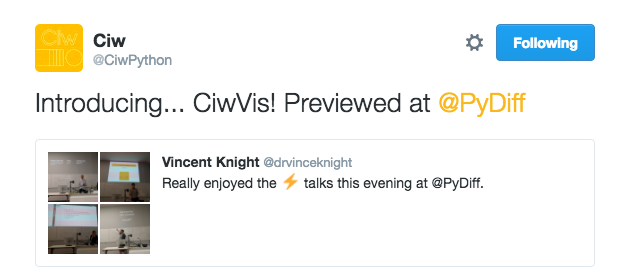 Ciw
Ciw
@CiwPython
Following
Introducing... CiwVis! Previewed at @PyDiff
Vincent Knight @drvinceknight
Really enjoyed the ⚡ talks this evening at @PyDiff.